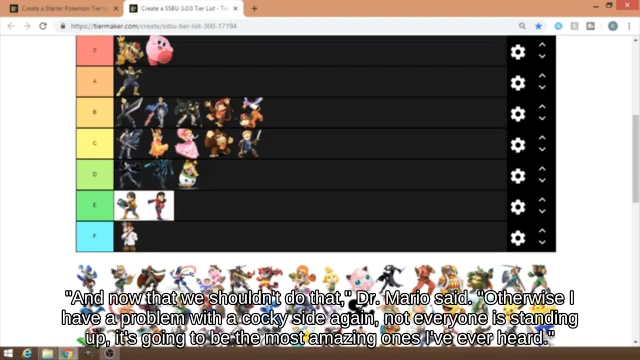 Create a Starter Pokemon Tier L
Create a SSBU 3.0.0 Tier List - Ti
https://tiermaker.com/create/ssbu-tier-list-300-17194
S
A
B
C
D
E
F
"And now that we shouldn't do that," Dr. Mario said. "Otherwise I
have a problem with a cocky side again, not everyone is standing
up, it's going to be the most amazing ones I've ever heard."